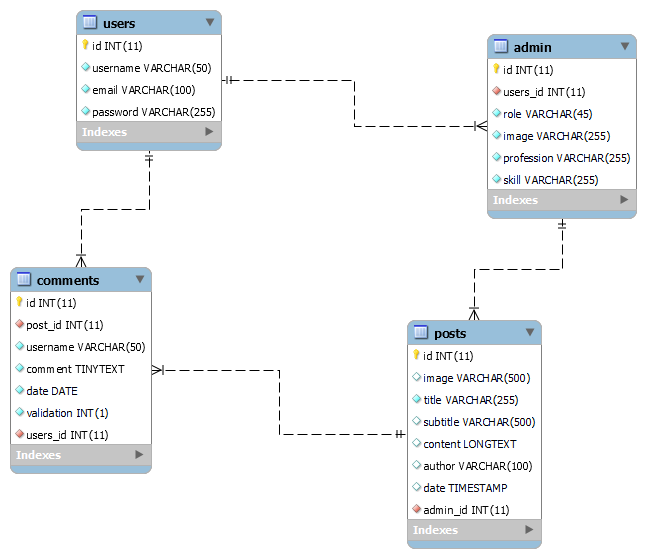 users
id INT(11)
username VARCHAR(50)
email VARCHAR(100)
password VARCHAR(255)
Indexes
admin
id INT(11)
users_id INT(11)
role VARCHAR(45)
image VARCHAR(255)
profession VARCHAR(255)
skill VARCHAR(255)
Indexes
comments
id INT(11)
post_id INT(11)
username VARCHAR(50)
comment TINYTEXT
date DATE
validation INT(1)
users_id INT(11)
Indexes
posts
id INT(11)
image VARCHAR(500)
title VARCHAR(255)
subtitle VARCHAR(500)
content LONGTEXT
author VARCHAR(100)
date TIMESTAMP
admin_id INT(11)
Indexes